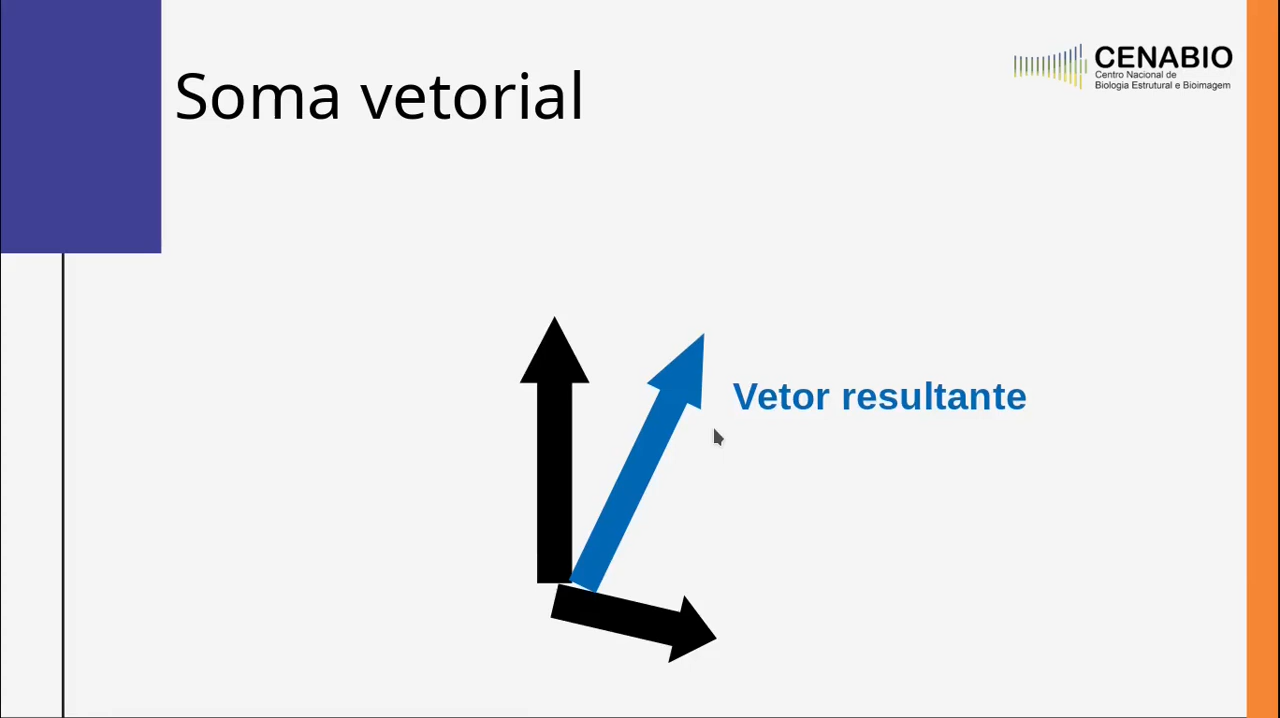 Soma vetorial
CENABIO
Centro Nacional de
Biologia Estrutural e Bioimagem
Vetor resultante